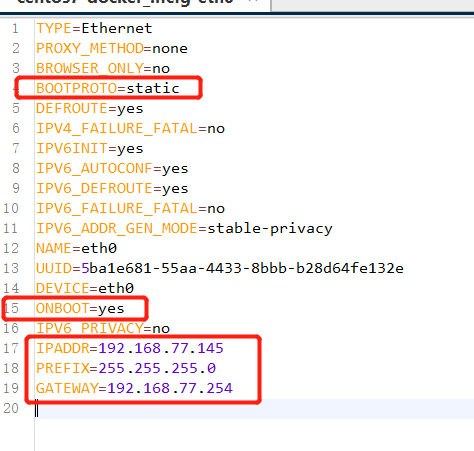 1 TYPE=Ethernet
2 PROXY_METHOD=none
3 BROWSER_ONLY=no
4 BOOTPROTO=static
5 DEFROUTE=yes
6 IPV4_FAILURE_FATAL=no
7 IPV6INIT=yes
8 IPV6_AUTOCONF=yes
9 IPV6_DEFROUTE=yes
10 IPV6_FAILURE_FATAL=no
11 IPV6_ADDR_GEN_MODE=stable-privacy
12 NAME=eth0
13 UUID=5ba1e681-55aa-4433-8bbb-b28d64fe132e
14 DEVICE=eth0
15 ONBOOT=yes
16 IPV6_PRIVACY=no
17 IPADDR=192.168.77.145
18 PREFIX=255.255.255.0
19 GATEWAY=192.168.77.254
20